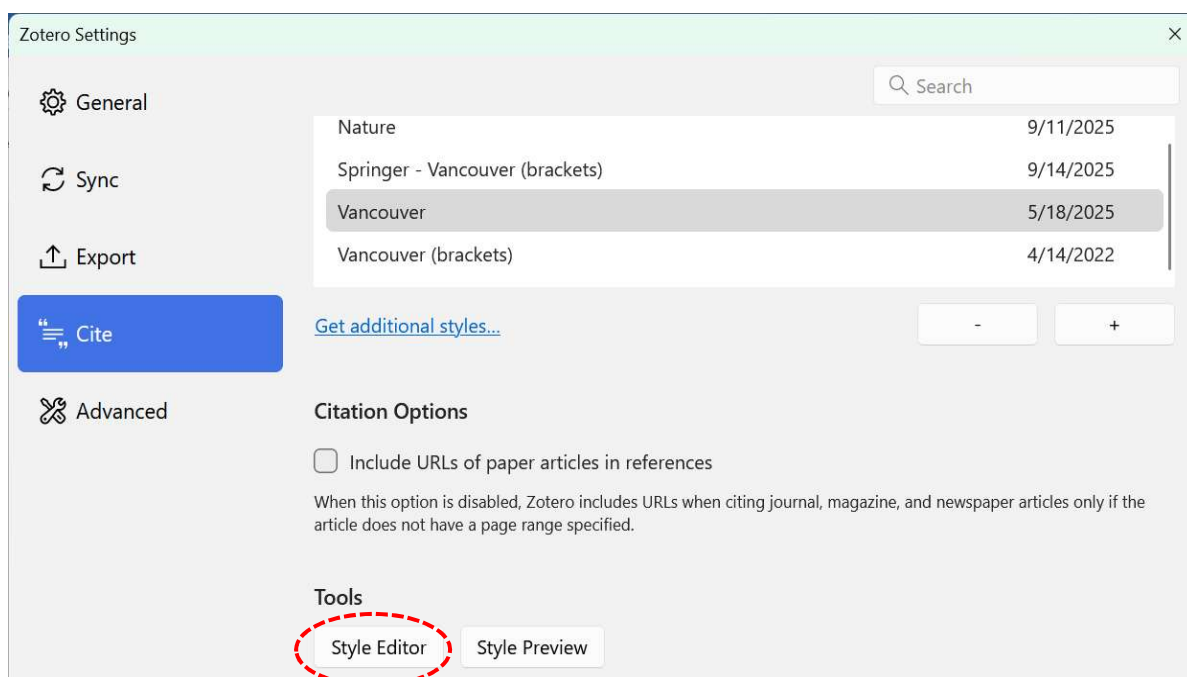 Zotero Settings
Search
General
Sync
Export
Cite
Advanced
Nature 9/11/2025
Springer - Vancouver (brackets) 9/14/2025
Vancouver 5/18/2025
Vancouver (brackets) 4/14/2022
Get additional styles...
- +
Citation Options
Include URLs of paper articles in references
When this option is disabled, Zotero includes URLs when citing journal, magazine, and newspaper articles only if the
article does not have a page range specified.
Tools
Style Editor Style Preview